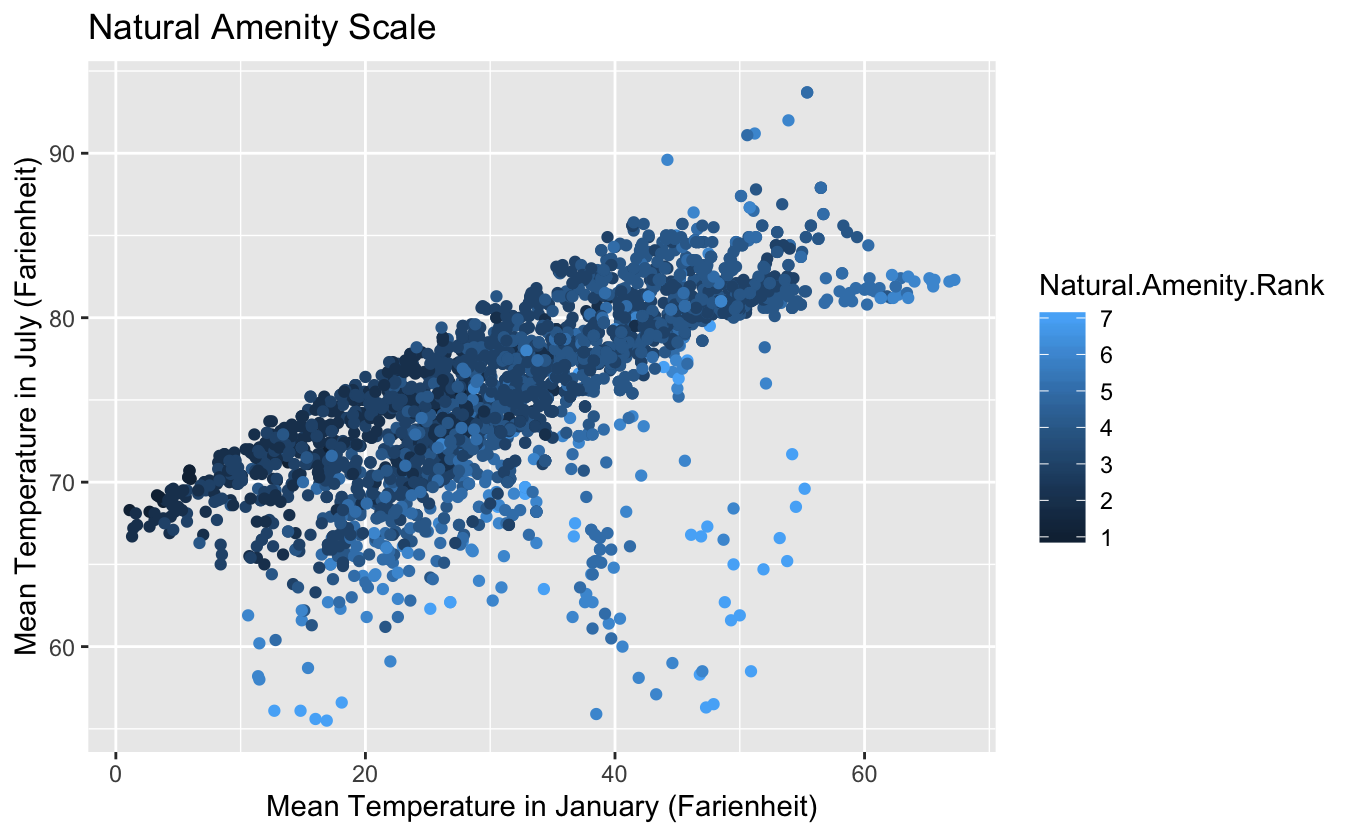 Natural Amenity Scale
Mean Temperature in July (Farienheit)
90
80
70
60
0 20 40 60
Mean Temperature in January (Farienheit)
Natural.Amenity.Rank
7
6
5
4
3
2
1